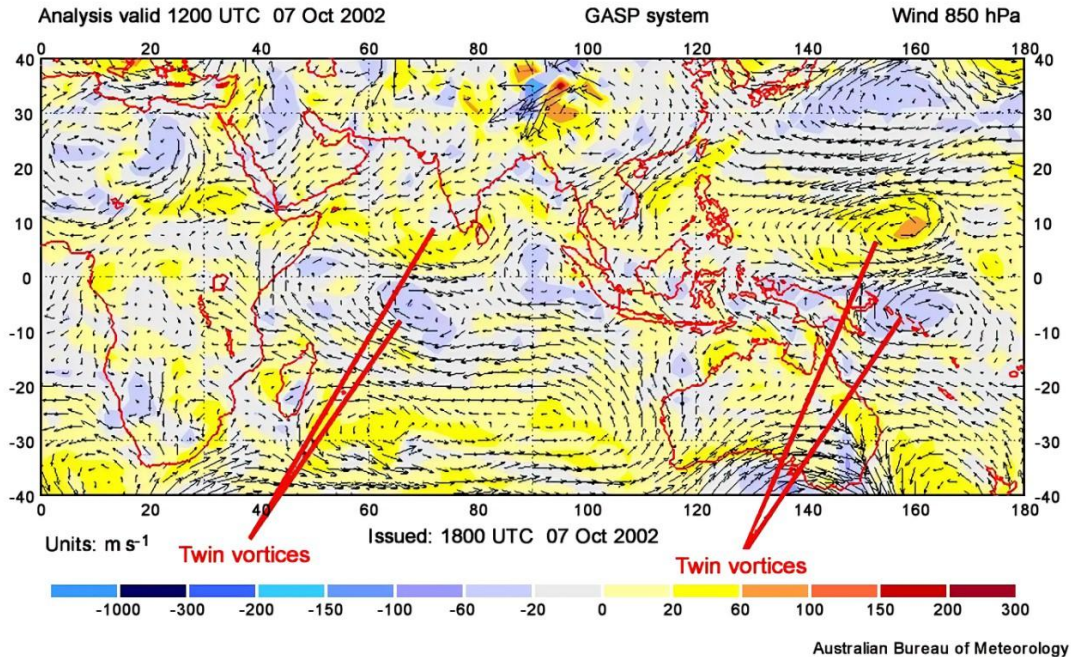 Analysis valid 1200 UTC 07 Oct 2002 GASP system Wind 850 hPa
0 20 40 60 80 100 120 140 160 180
40 40
30 30
20 20
10 10
0 0
-10 -10
-20 -20
-30 -30
-40 -40
0 20 40 60 80 100 120 140 160 180
Units: m s⁻¹ Issued: 1800 UTC 07 Oct 2002
Twin vortices Twin vortices
-1000 -300 -200 -150 -100 -60 -20 0 20 60 100 150 200 300
Australian Bureau of Meteorology